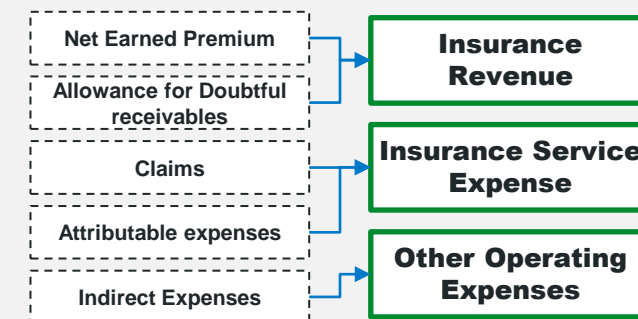 Net Earned Premium
Allowance for Doubtful
receivables
Claims
Attributable expenses
Indirect Expenses
Insurance
Revenue
Insurance Service
Expense
Other Operating
Expenses